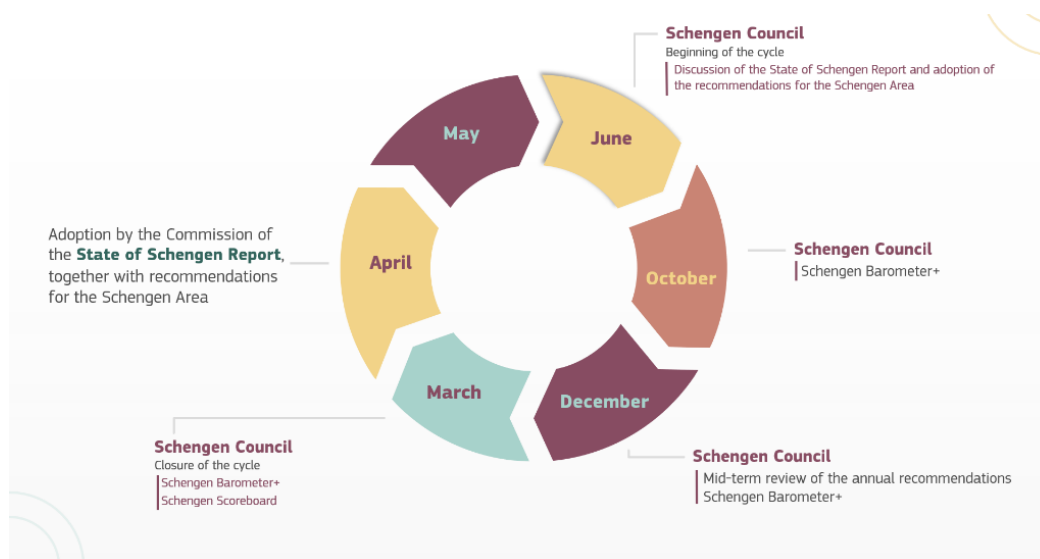 Schengen Council
Beginning of the cycle
Discussion of the State of Schengen Report and adoption of
the recommendations for the Schengen Area
May
June
Adoption by the Commission of
the State of Schengen Report,
together with recommendations
for the Schengen Area
April
October
Schengen Council
Schengen Barometer+
March
December
Schengen Council
Closure of the cycle
Schengen Barometer+
Schengen Scoreboard
Schengen Council
Mid-term review of the annual recommendations
Schengen Barometer+